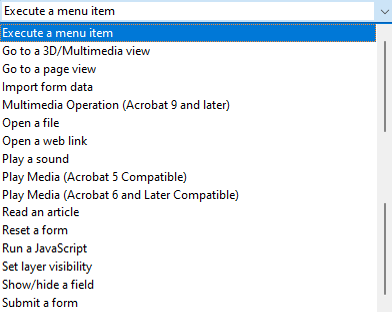 Execute a menu item
Execute a menu item
Go to a 3D/Multimedia view
Go to a page view
Import form data
Multimedia Operation (Acrobat 9 and later)
Open a file
Open a web link
Play a sound
Play Media (Acrobat 5 Compatible)
Play Media (Acrobat 6 and Later Compatible)
Read an article
Reset a form
Run a JavaScript
Set layer visibility
Show/hide a field
Submit a form